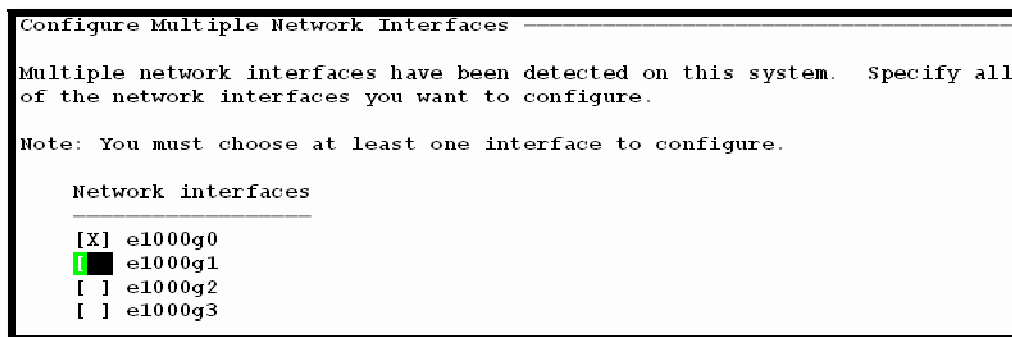 Configure Multiple Network Interfaces
Multiple network interfaces have been detected on this system. Specify all
of the network interfaces you want to configure.
Note: You must choose at least one interface to configure.
Network interfaces
[X] e1000g0
[ ] e1000g1
[ ] e1000g2
[ ] e1000g3